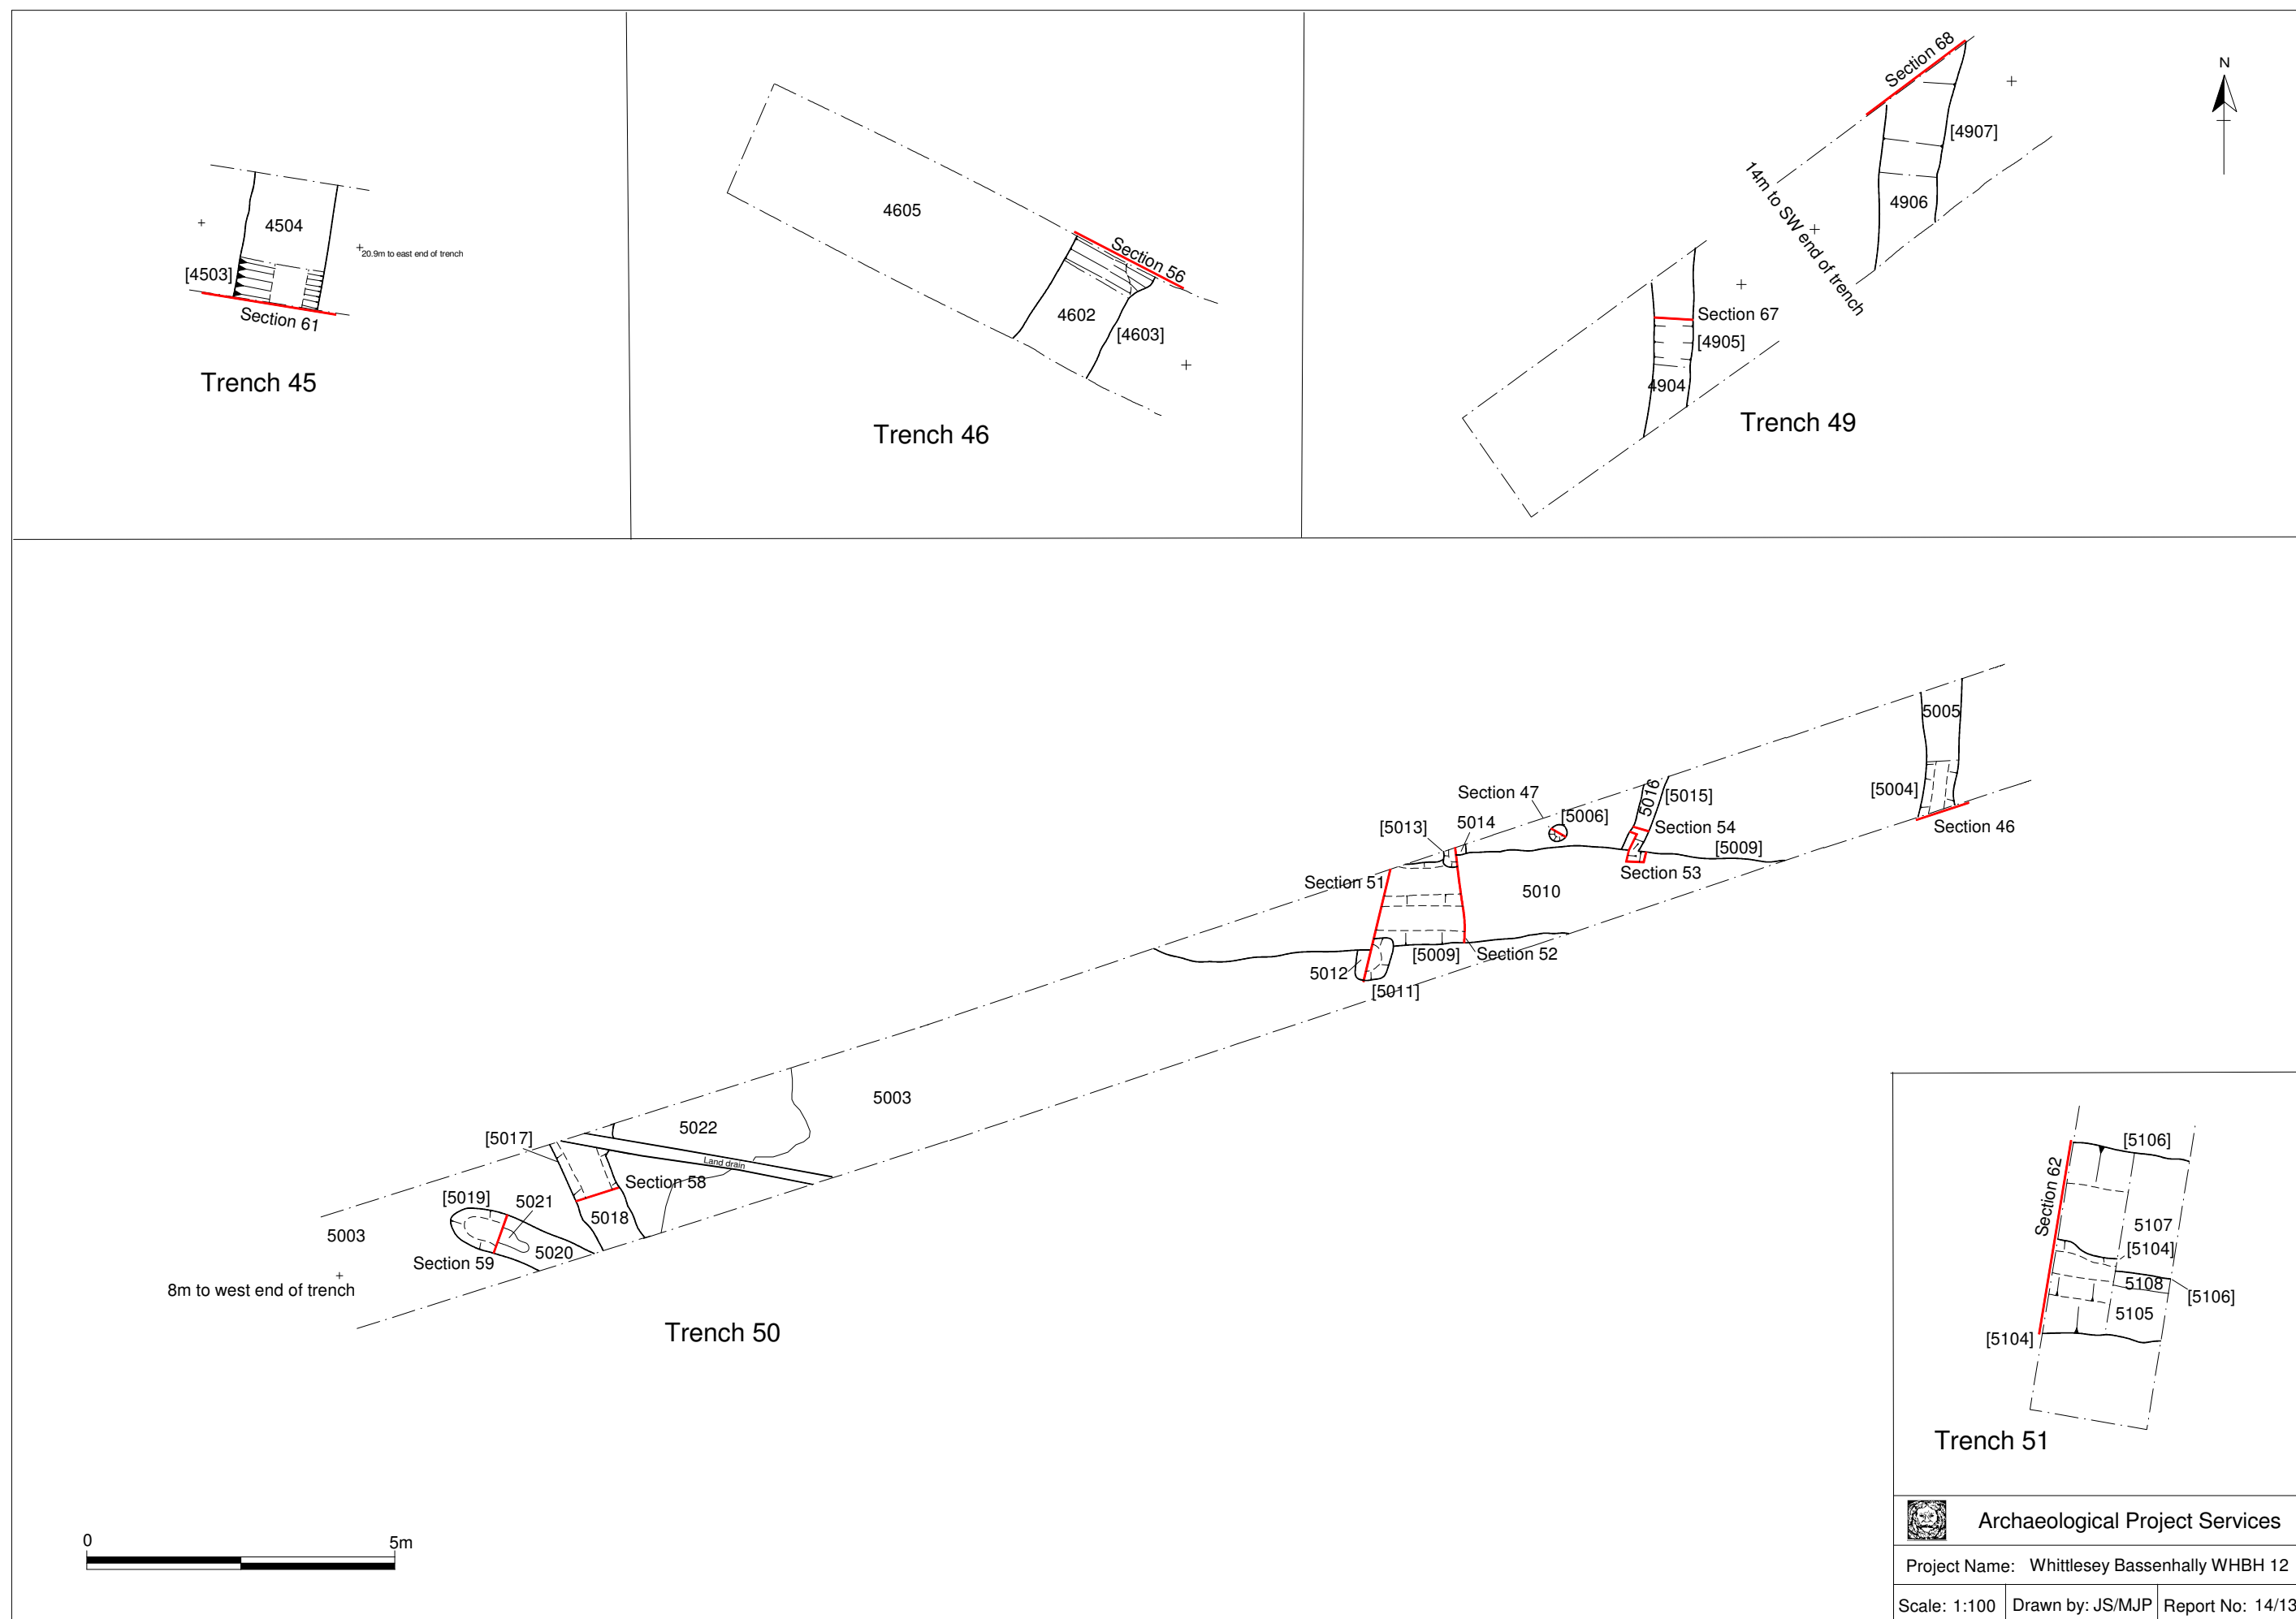 4504
[4503]
20.9m to east end of trench
Section 61
Trench 45
4605
Section 56
4602
[4603]
Trench 46
Section 68
N
[4907]
14m to SW end of trench
4906
Section 67
[4905]
4904
Trench 49
5005
[5004]
Section 46
Section 47
[5006]
5016
[5015]
[5013]
5014
Section 54
[5009]
Section 53
Section 51
5010
5012
[5009]
Section 52
[5011]
5003
5022
[5017]
Land drain
Section 58
[5019]
5021
5018
5003
5020
Section 59
8m to west end of trench
Trench 50
[5106]
Section 62
5107
[5104]
5108
[5106]
5105
[5104]
Trench 51
0
5m
Archaeological Project Services
Project Name: Whittlesey Bassenhally WHBH 12
Scale: 1:100
Drawn by: JS/MJP
Report No: 14/13